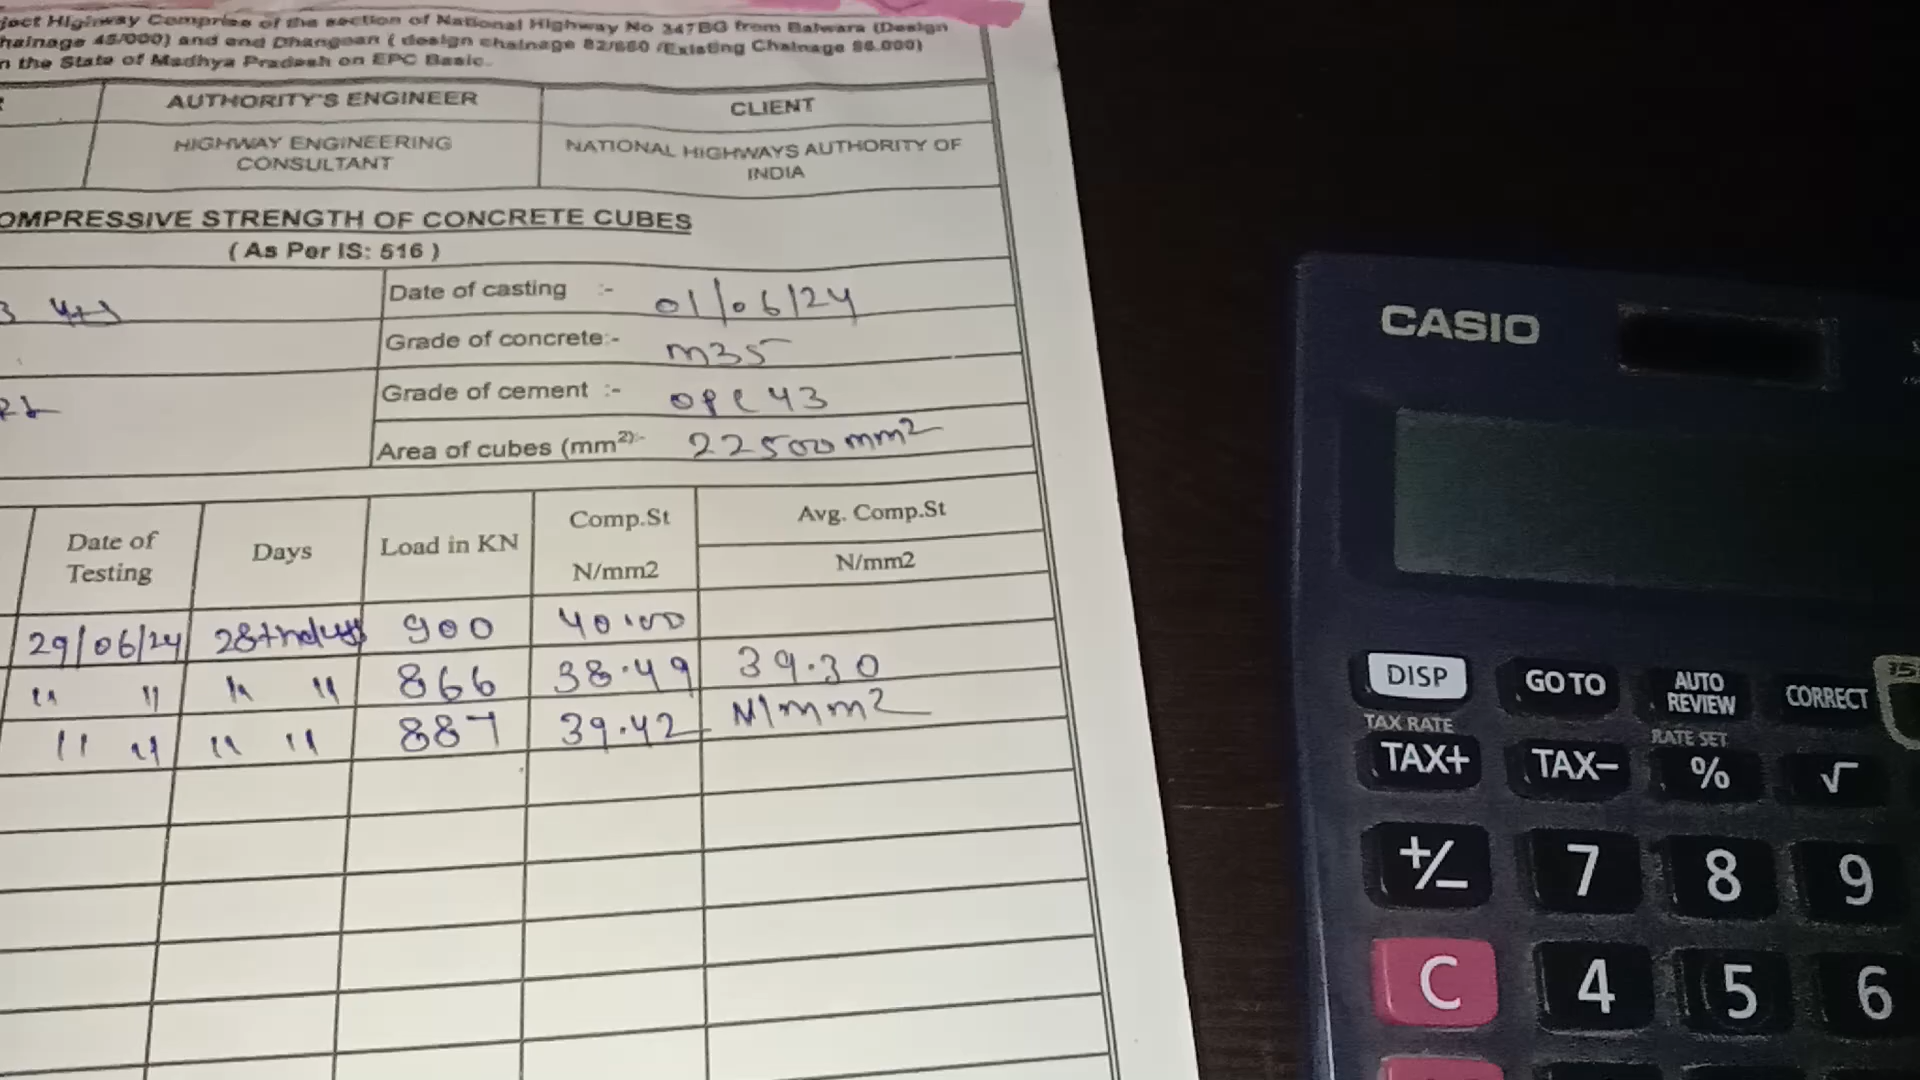 ject Highway Comprise of the section of National Highway No 347BG from Balwara (Design
hainage 45/000) and end Dhangoan ( design chainage 82/660 /Existing Chainage 86.000)
n the State of Madhya Pradesh on EPC Basic.
AUTHORITY'S ENGINEER
CLIENT
HIGHWAY ENGINEERING
CONSULTANT
NATIONAL HIGHWAYS AUTHORITY OF
INDIA
OMPRESSIVE STRENGTH OF CONCRETE CUBES
( As Per IS: 516 )
Date of casting :- 01/06/24
Grade of concrete:- M35
Grade of cement :- OPC 43
Area of cubes (mm²):- 22500mm²
Date of
Testing
Days
Load in KN
Comp.St
N/mm2
Avg. Comp.St
N/mm2
29/06/24 28th days 900 40.00
" " " " 866 38.49 39.30
" " " " 887 39.42 N/mm2
CASIO
DISP GO TO AUTO REVIEW CORRECT
TAX RATE RATE SET
TAX+ TAX− % √
+/− 7 8 9
C 4 5 6